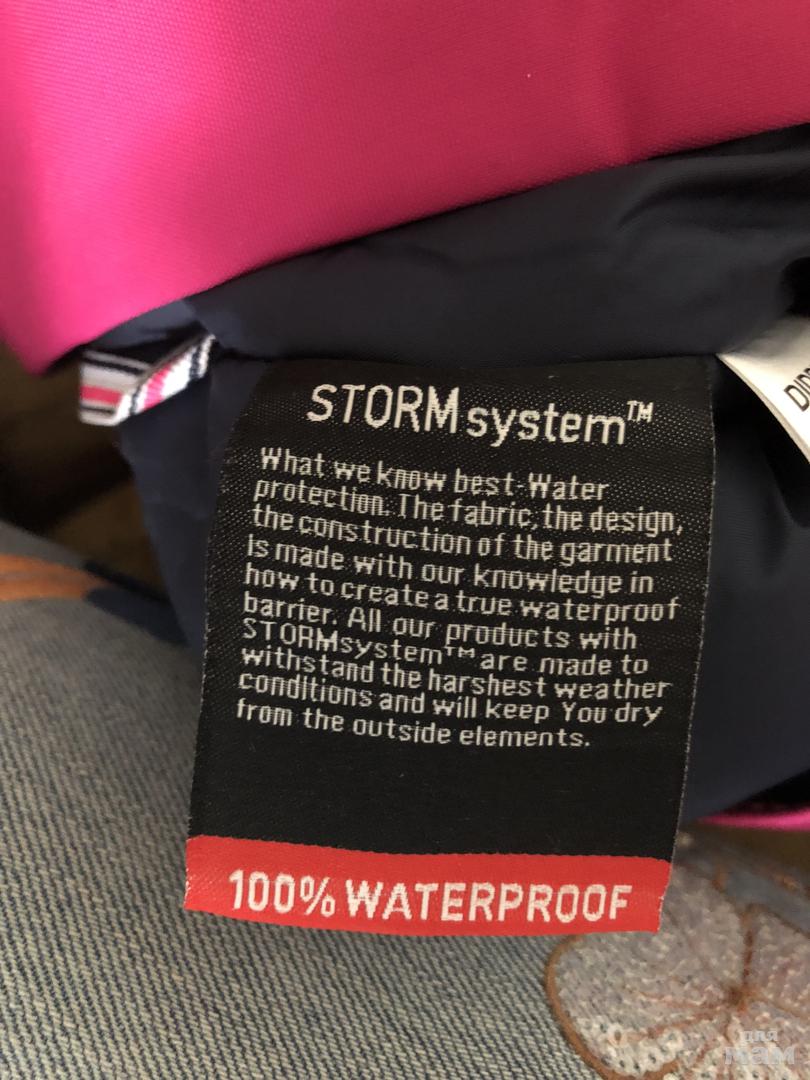 STORMsystem™
What we know best-Water
protection. The fabric, the design,
the construction of the garment
is made with our knowledge in
how to create a true waterproof
barrier. All our products with
STORMsystem™ are made to
withstand the harshest weather
conditions and will keep You dry
from the outside elements.
100% WATERPROOF
для
мам